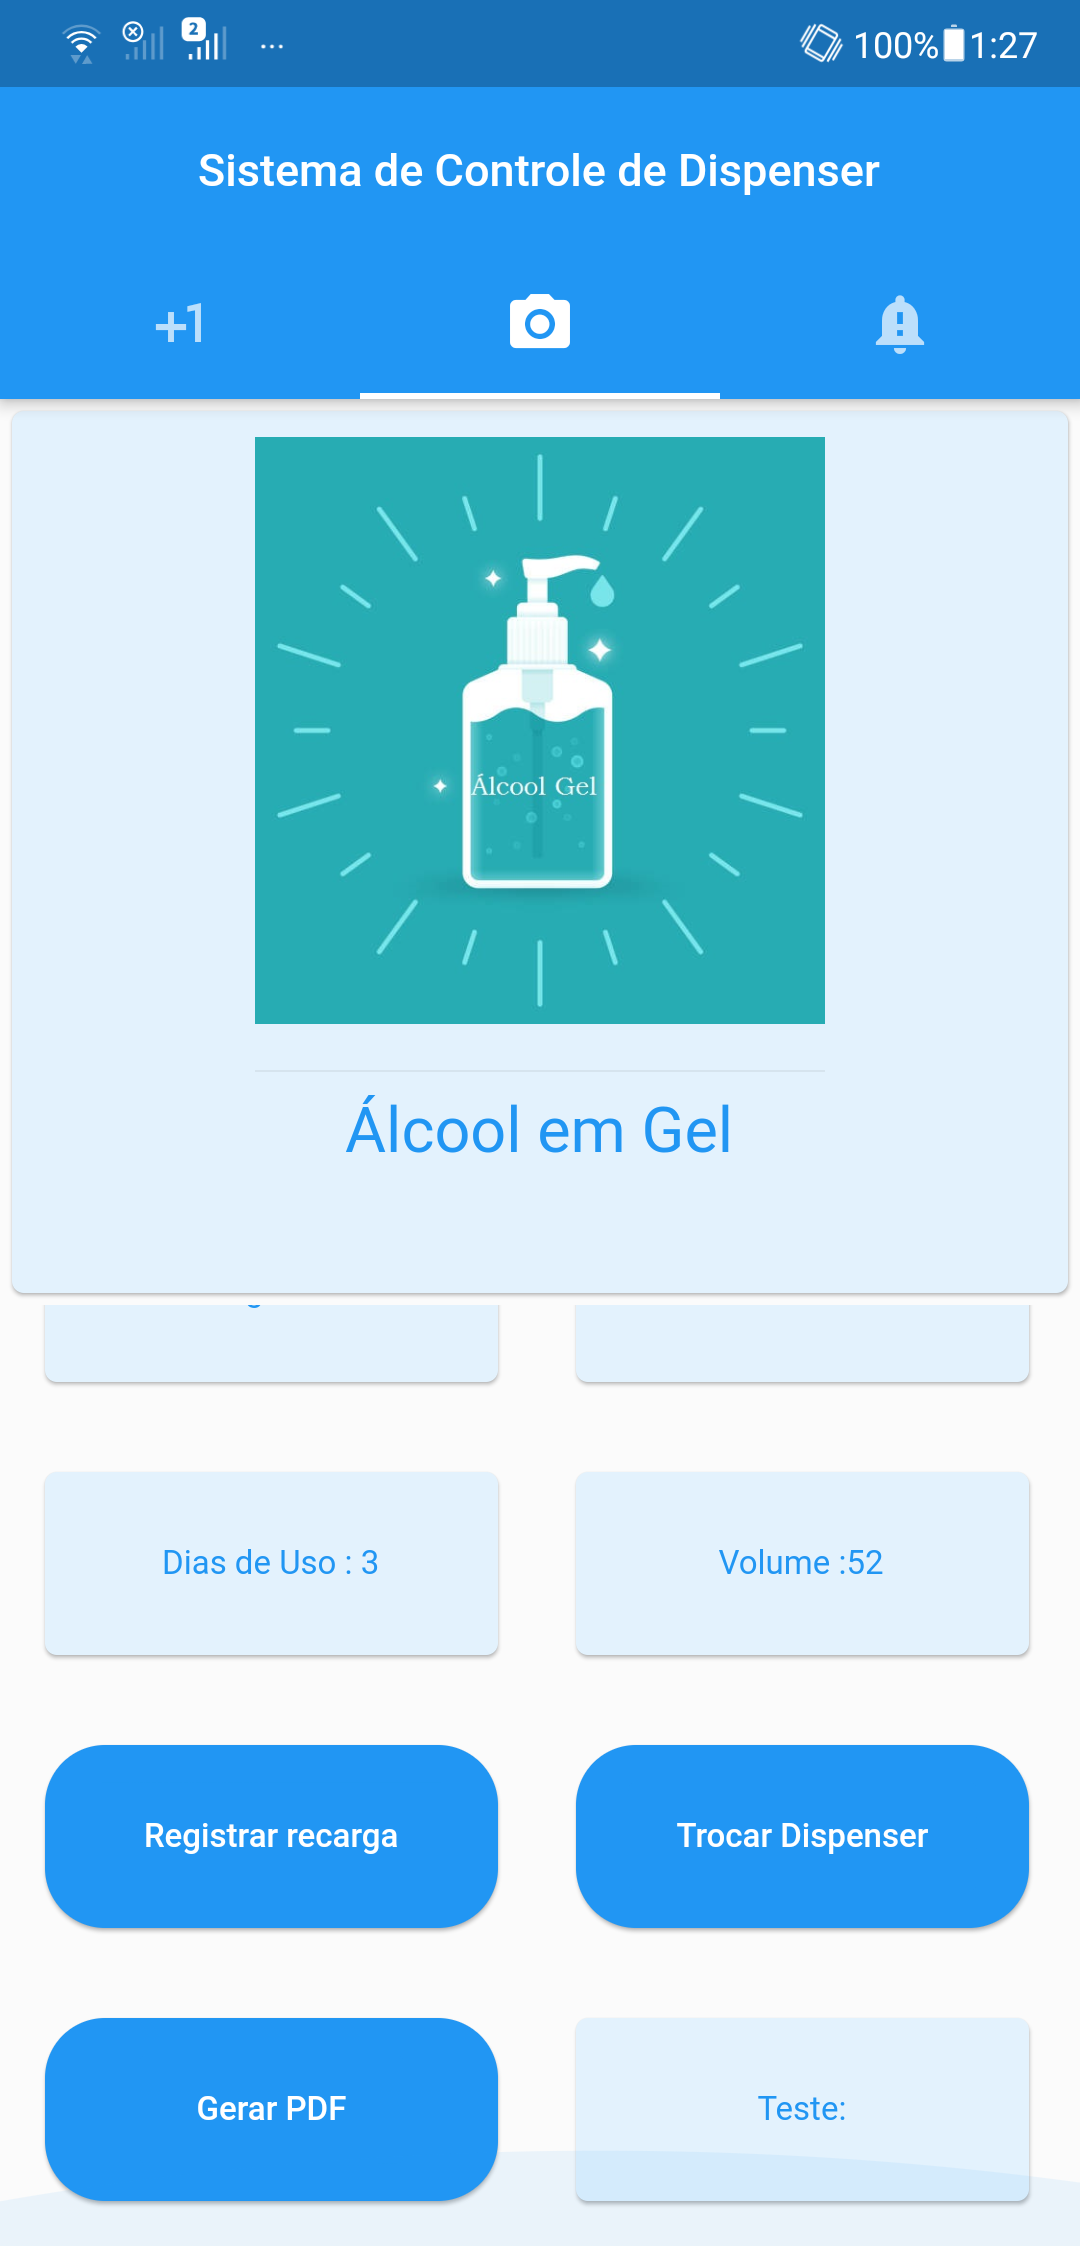 2
...
100%
1:27
Sistema de Controle de Dispenser
+1
Álcool Gel
Álcool em Gel
Dias de Uso : 3
Volume :52
Registrar recarga
Trocar Dispenser
Gerar PDF
Teste: